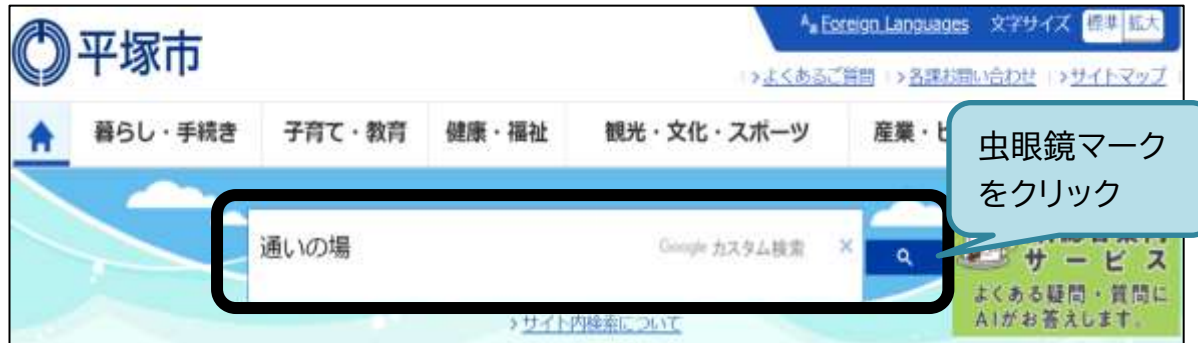 平塚市
Foreign Languages 文字サイズ 標準 拡大
>よくあるご質問 >各課お問い合わせ >サイトマップ
暮らし・手続き 子育て・教育 健康・福祉 観光・文化・スポーツ 産業・ビ
虫眼鏡マーク
をクリック
通いの場 Google カスタム検索 ×
サービス
よくある疑問・質問に
AIがお答えします。
>サイト内検索について